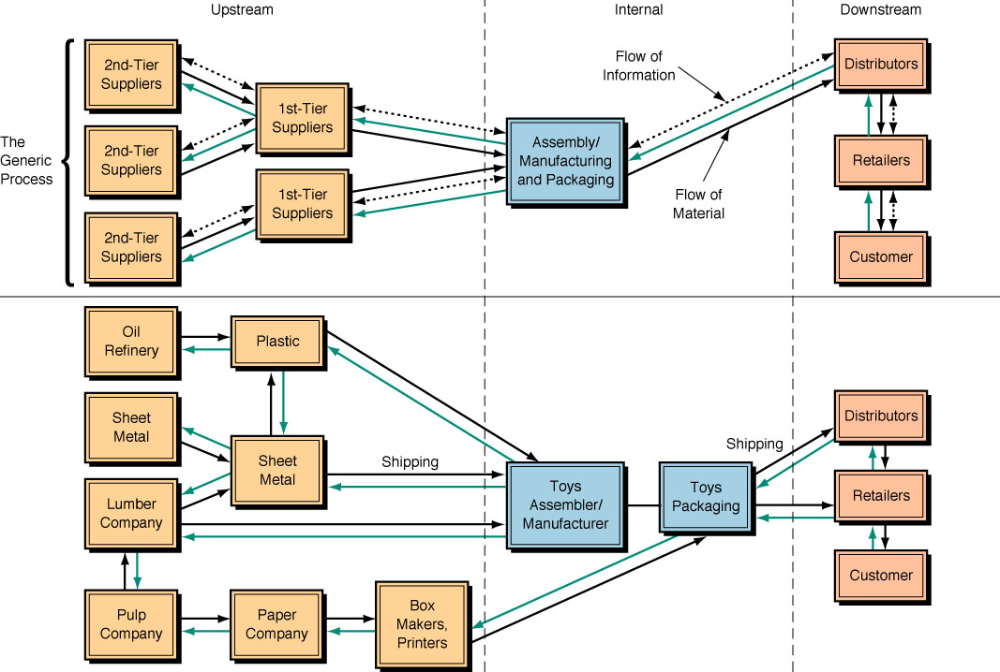 Upstream
Internal
Downstream
The
Generic
Process
2nd-Tier
Suppliers
2nd-Tier
Suppliers
2nd-Tier
Suppliers
1st-Tier
Suppliers
1st-Tier
Suppliers
Assembly/
Manufacturing
and Packaging
Flow of
Information
Flow of
Material
Distributors
Retailers
Customer
Oil
Refinery
Plastic
Sheet
Metal
Sheet
Metal
Shipping
Lumber
Company
Toys
Assembler/
Manufacturer
Toys
Packaging
Shipping
Distributors
Retailers
Customer
Pulp
Company
Paper
Company
Box
Makers,
Printers